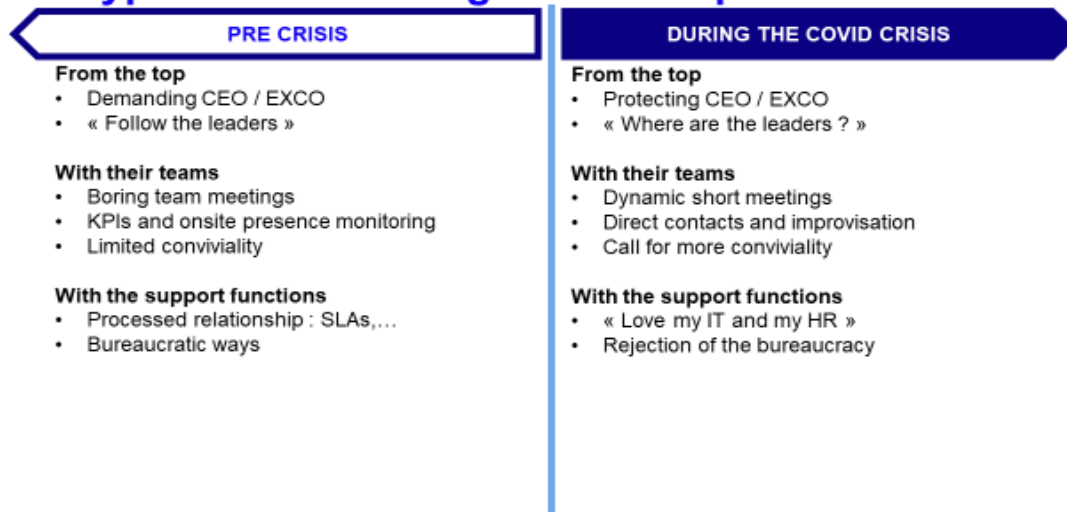 PRE CRISIS
From the top
• Demanding CEO / EXCO
• « Follow the leaders »
With their teams
• Boring team meetings
• KPIs and onsite presence monitoring
• Limited conviviality
With the support functions
• Processed relationship : SLAs,...
• Bureaucratic ways
DURING THE COVID CRISIS
From the top
• Protecting CEO / EXCO
• « Where are the leaders ? »
With their teams
• Dynamic short meetings
• Direct contacts and improvisation
• Call for more conviviality
With the support functions
• « Love my IT and my HR »
• Rejection of the bureaucracy